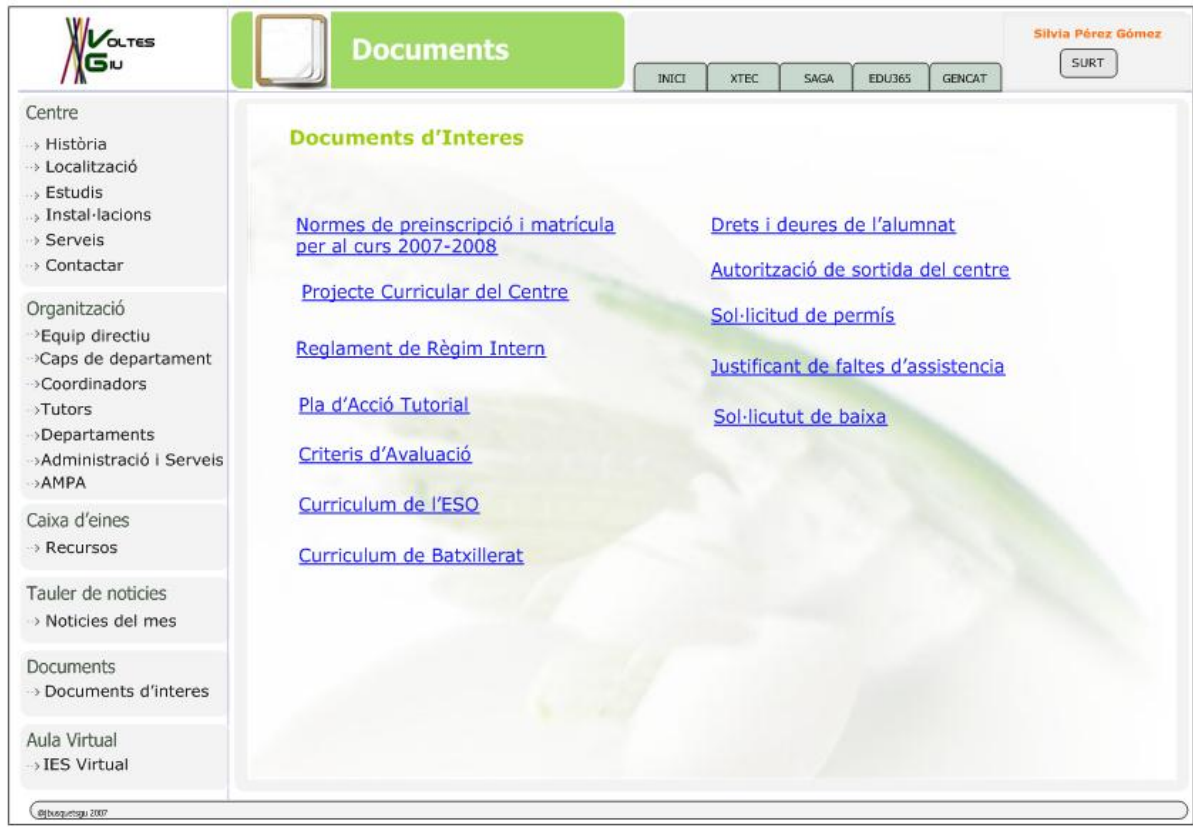 VOLTES
GIU
Documents
INICI
XTEC
SAGA
EDU365
GENCAT
Silvia Pérez Gómez
SURT
Centre
Història
Localització
Estudis
Instal·lacions
Serveis
Contactar
Organització
Equip directiu
Caps de departament
Coordinadors
Tutors
Departaments
Administració i Serveis
AMPA
Caixa d'eines
Recursos
Tauler de noticies
Noticies del mes
Documents
Documents d'interes
Aula Virtual
IES Virtual
Documents d'Interes
Normes de preinscripció i matrícula
per al curs 2007-2008
Projecte Curricular del Centre
Reglament de Règim Intern
Pla d'Acció Tutorial
Criteris d'Avaluació
Curriculum de l'ESO
Curriculum de Batxillerat
Drets i deures de l'alumnat
Autorització de sortida del centre
Sol·licitud de permís
Justificant de faltes d'assistencia
Sol·licutut de baixa
@jbusquetsgu 2007